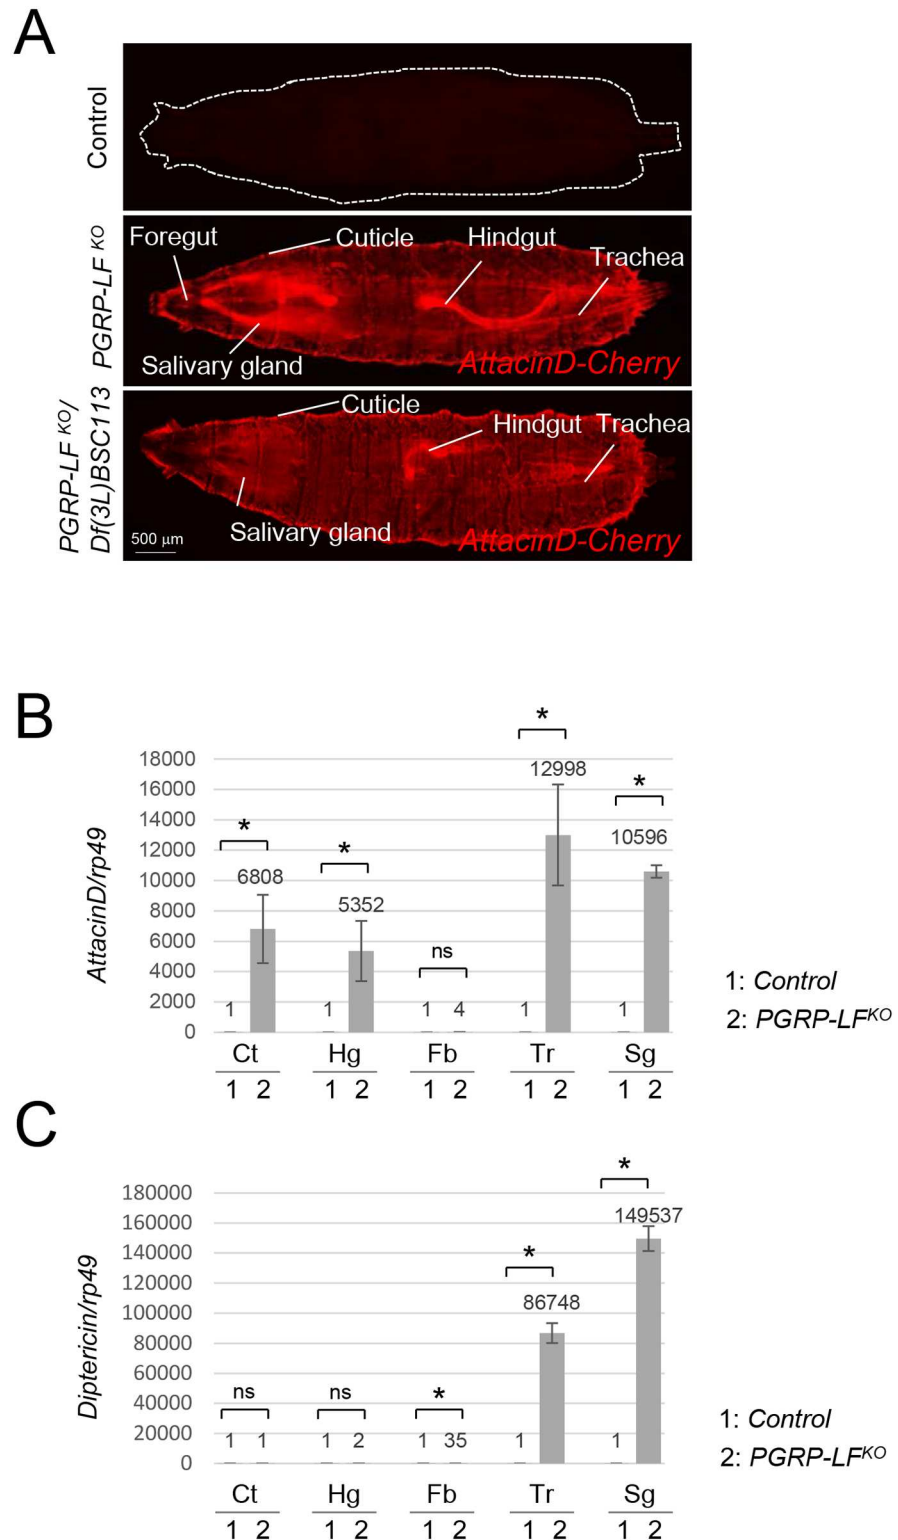 A
Control
PGRP-LF KO
PGRP-LF KO/
Df(3L)BSC113
Foregut
Cuticle
Hindgut
Trachea
Salivary gland
AttacinD-Cherry
Cuticle
Hindgut
Trachea
Salivary gland
500 µm
AttacinD-Cherry
B
AttacinD/rp49
18000
16000
14000
12000
10000
8000
6000
4000
2000
0
* * ns * *
1 6808 1 5352 1 4 1 12998 1 10596
Ct Hg Fb Tr Sg
1 2 1 2 1 2 1 2 1 2
1: Control
2: PGRP-LFKO
C
Diptericin/rp49
180000
160000
140000
120000
100000
80000
60000
40000
20000
0
ns ns * * *
1 1 1 2 1 35 1 86748 1 149537
Ct Hg Fb Tr Sg
1 2 1 2 1 2 1 2 1 2
1: Control
2: PGRP-LFKO